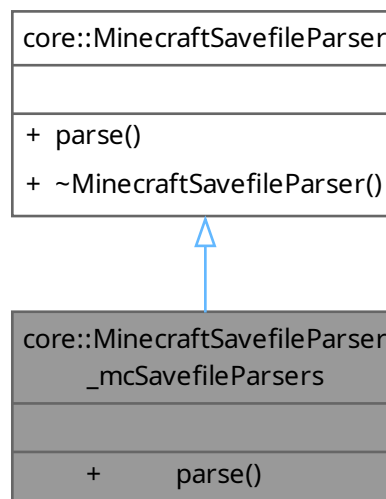 core::MinecraftSavefileParser
+ parse()
+ ~MinecraftSavefileParser()
core::MinecraftSavefileParser
_mcSavefileParsers
+ parse()